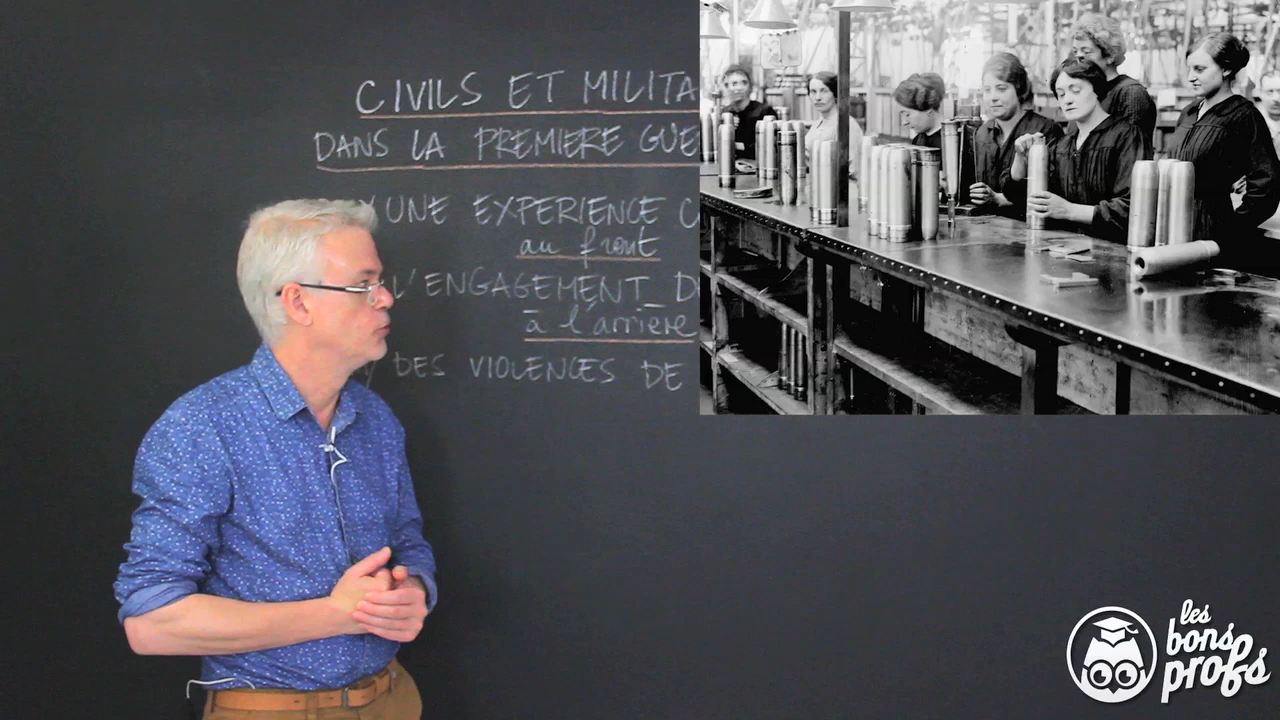 CIVILS ET MILITA
DANS LA PREMIERE GUE
UNE EXPERIENCE C
au front
L'ENGAGEMENT D
à l'arrière
DES VIOLENCES DE
les
bons
profs